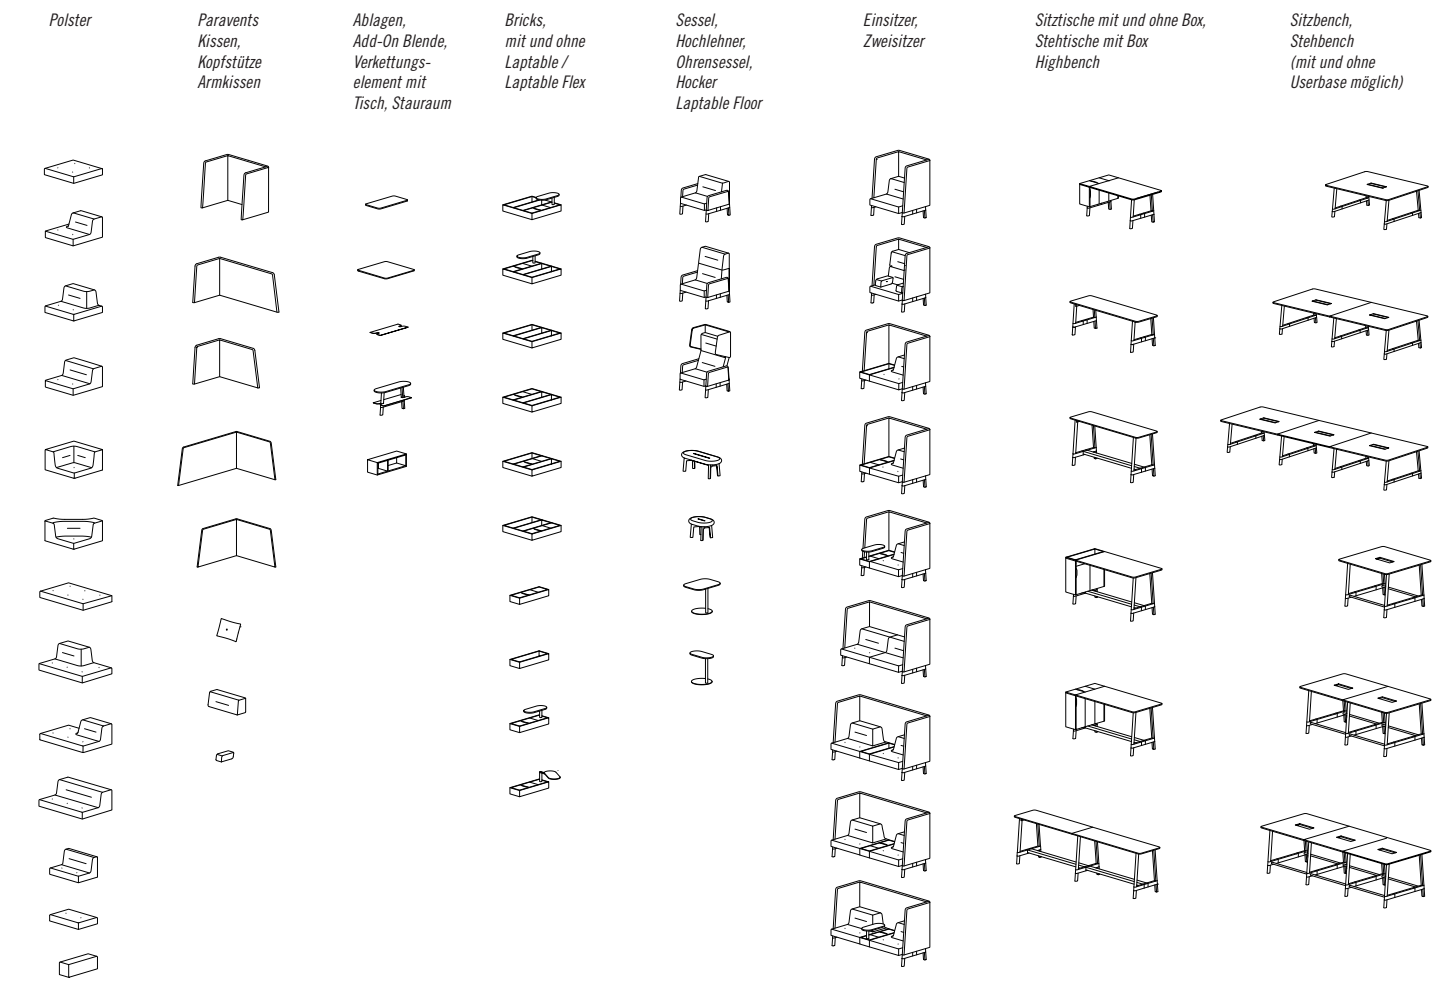 Polster
Paravents
Kissen,
Kopfstütze
Armkissen
Ablagen,
Add-On Blende,
Verkettungs-
element mit
Tisch, Stauraum
Bricks,
mit und ohne
Laptable /
Laptable Flex
Sessel,
Hochlehner,
Ohrensessel,
Hocker
Laptable Floor
Einsitzer,
Zweisitzer
Sitztische mit und ohne Box,
Stehtische mit Box
Highbench
Sitzbench,
Stehbench
(mit und ohne
Userbase möglich)